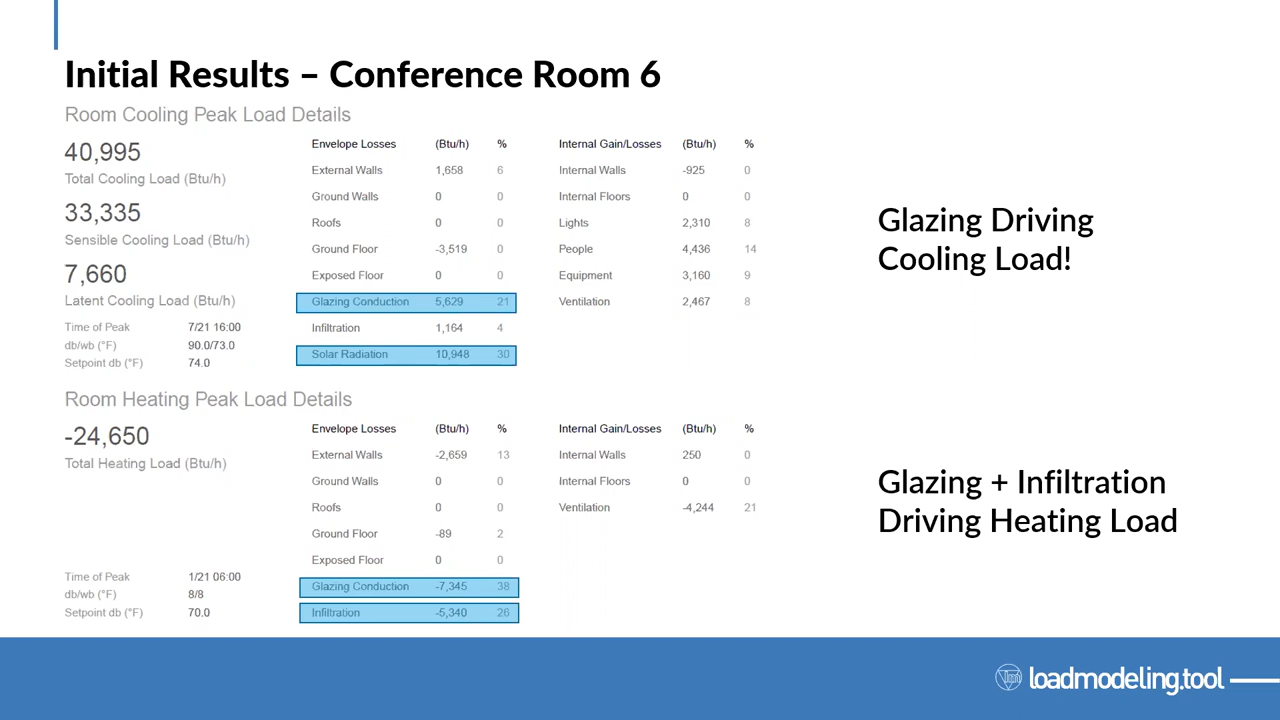 Initial Results – Conference Room 6
Room Cooling Peak Load Details
40,995
Total Cooling Load (Btu/h)
33,335
Sensible Cooling Load (Btu/h)
7,660
Latent Cooling Load (Btu/h)
Time of Peak 7/21 16:00
db/wb (°F) 90.0/73.0
Setpoint db (°F) 74.0
Envelope Losses (Btu/h) %
External Walls 1,658 6
Ground Walls 0 0
Roofs 0 0
Ground Floor -3,519 0
Exposed Floor 0 0
Glazing Conduction 5,629 21
Infiltration 1,164 4
Solar Radiation 10,948 30
Internal Gain/Losses (Btu/h) %
Internal Walls -925 0
Internal Floors 0 0
Lights 2,310 8
People 4,436 14
Equipment 3,160 9
Ventilation 2,467 8
Glazing Driving
Cooling Load!
Room Heating Peak Load Details
-24,650
Total Heating Load (Btu/h)
Time of Peak 1/21 06:00
db/wb (°F) 8/8
Setpoint db (°F) 70.0
Envelope Losses (Btu/h) %
External Walls -2,659 13
Ground Walls 0 0
Roofs 0 0
Ground Floor -89 2
Exposed Floor 0 0
Glazing Conduction -7,345 38
Infiltration -5,340 26
Internal Gain/Losses (Btu/h) %
Internal Walls 250 0
Internal Floors 0 0
Ventilation -4,244 21
Glazing + Infiltration
Driving Heating Load
loadmodeling.tool